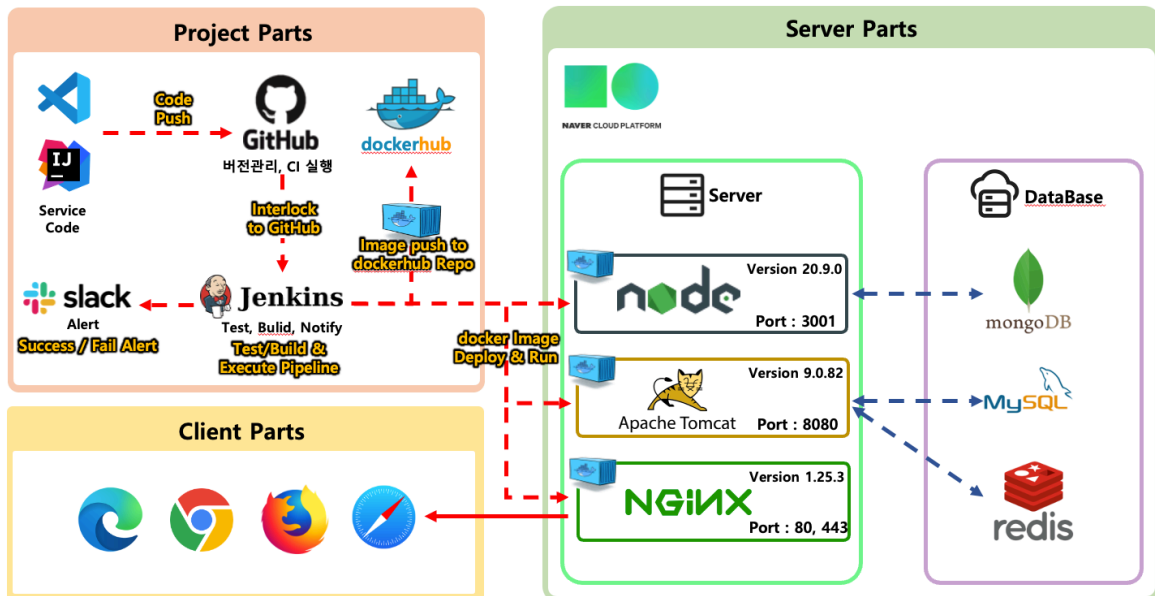 Project Parts
Code
Push
GitHub
버전관리, CI 실행
dockerhub
IJ
Service
Code
Interlock
to GitHub
Image push to
dockerhub Repo
slack
Alert
Success / Fail Alert
Jenkins
Test, Bulid, Notify
Test/Build &
Execute Pipeline
docker Image
Deploy & Run
Client Parts
Server Parts
NAVER CLOUD PLATFORM
Server
Version 20.9.0
node
Port : 3001
Version 9.0.82
Apache Tomcat
Port : 8080
Version 1.25.3
NGINX
Port : 80, 443
DataBase
mongoDB
MySQL
redis